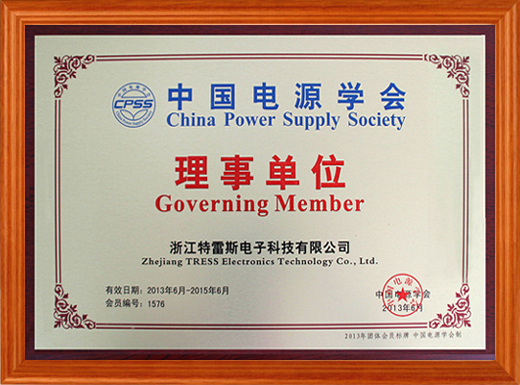 CPSS
中国电源学会
China Power Supply Society
理事单位
Governing Member
浙江特雷斯电子科技有限公司
Zhejiang TRESS Electronics Technology Co., Ltd.
有效日期：2013年6月-2015年6月
会员编号：1576
中国电源学会
2013年6月
2013年团体会员标牌 中国电源学会制